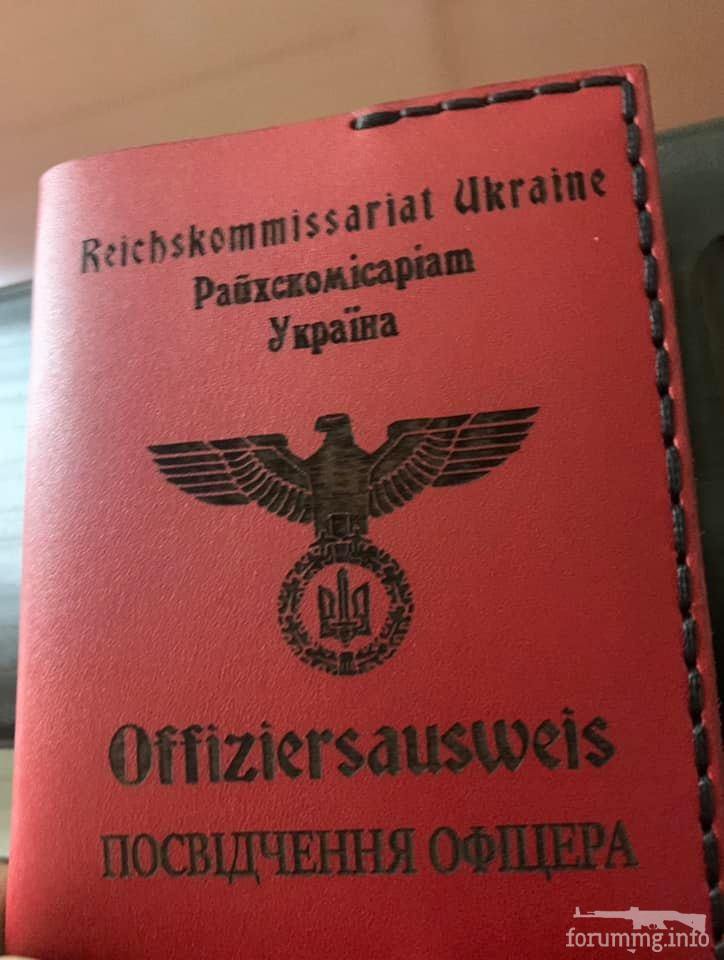 Reichskommissariat Ukraine
Райхскомісаріат
Україна
Offiziersausweis
ПОСВІДЧЕННЯ ОФІЦЕРА
forummg.info